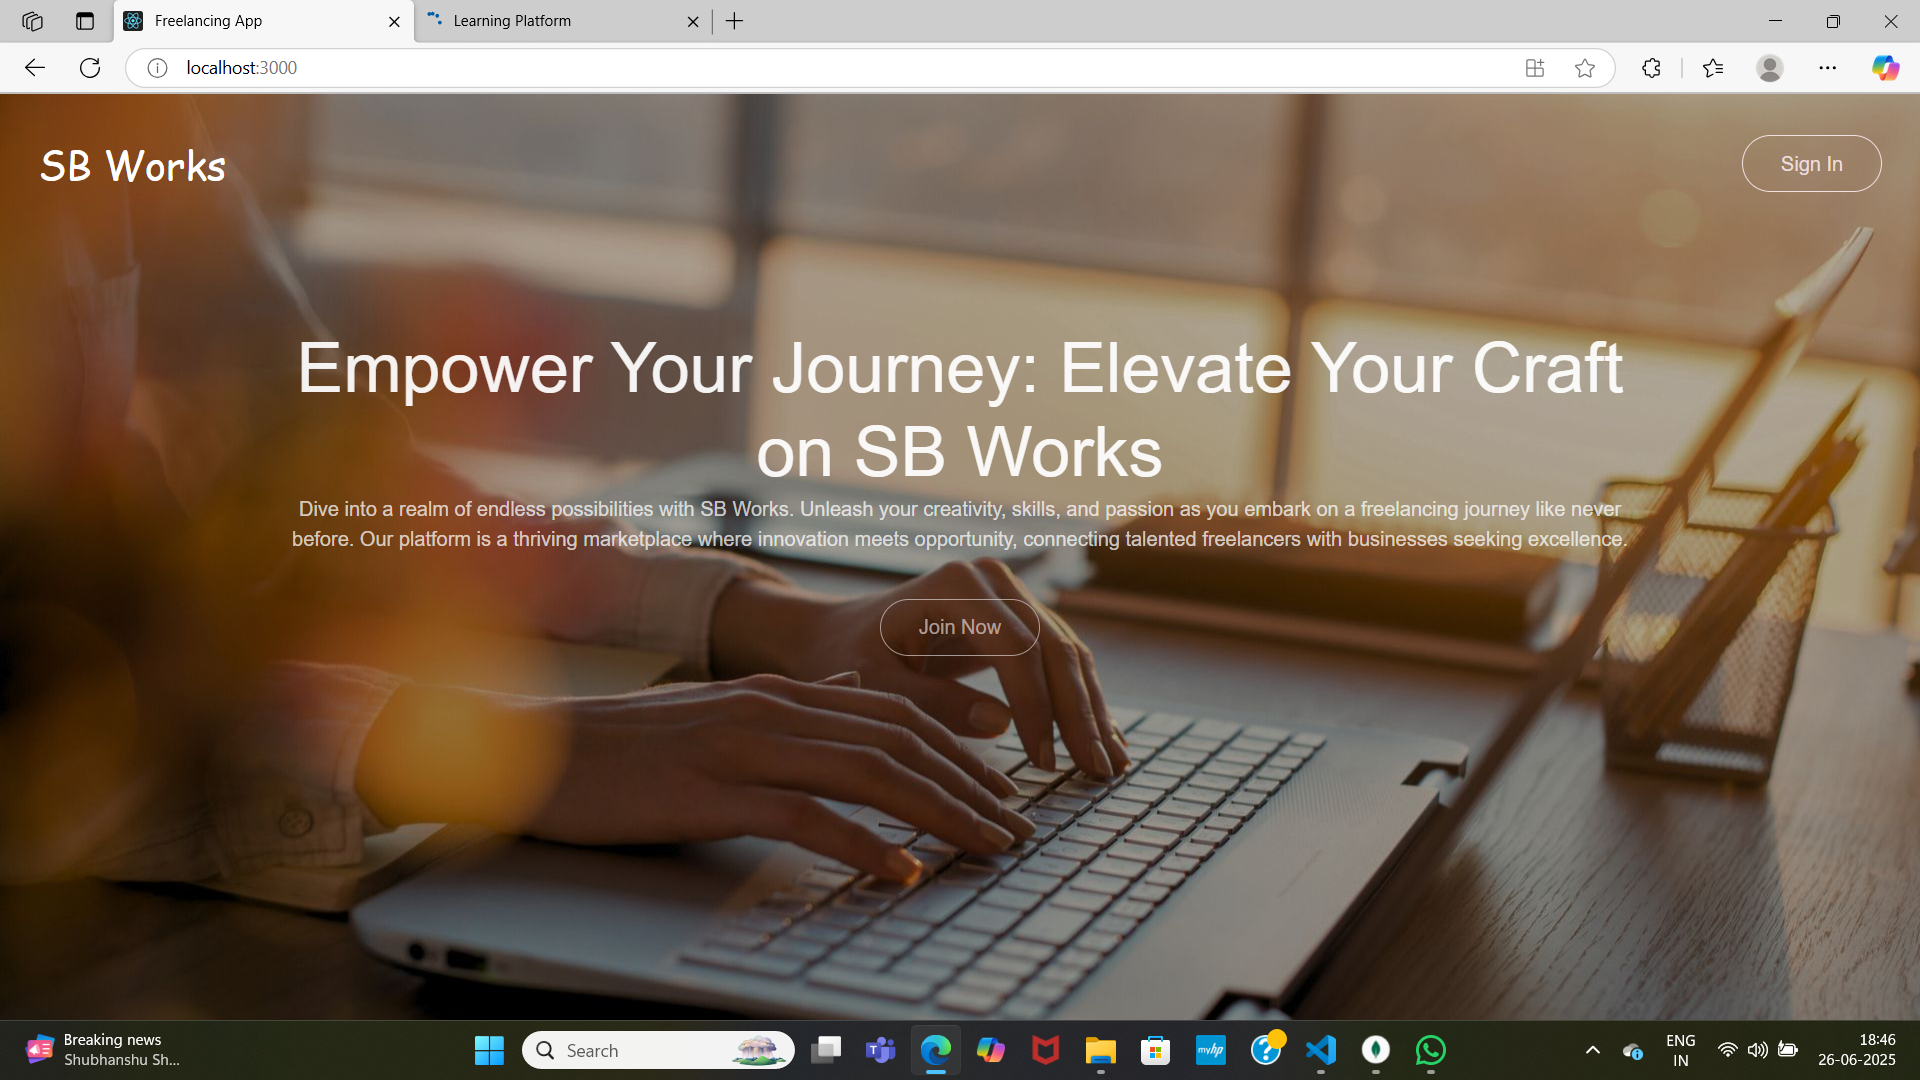 Freelancing App
Learning Platform
localhost:3000
SB Works
Sign In
Empower Your Journey: Elevate Your Craft
on SB Works
Dive into a realm of endless possibilities with SB Works. Unleash your creativity, skills, and passion as you embark on a freelancing journey like never
before. Our platform is a thriving marketplace where innovation meets opportunity, connecting talented freelancers with businesses seeking excellence.
Join Now
Breaking news
Shubhanshu Sh...
Search
myhp
ENG
IN
18:46
26-06-2025